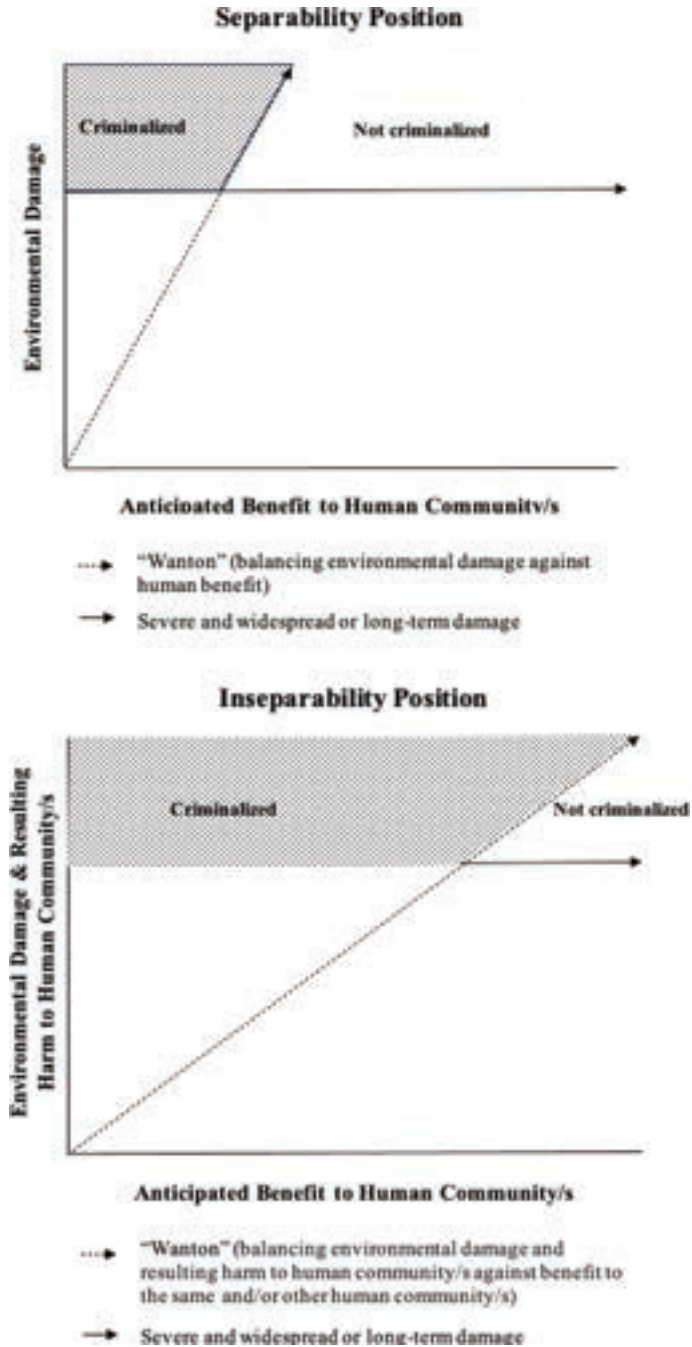 Separability Position
Criminalized
Not criminalized
Environmental Damage
Anticipated Benefit to Human Community/s
"Wanton" (balancing environmental damage against
human benefit)
Severe and widespread or long-term damage
Inseparability Position
Criminalized
Not criminalized
Environmental Damage & Resulting
Harm to Human Community/s
Anticipated Benefit to Human Community/s
"Wanton" (balancing environmental damage and
resulting harm to human community/s against benefit to
the same and/or other human community/s)
Severe and widespread or long-term damage